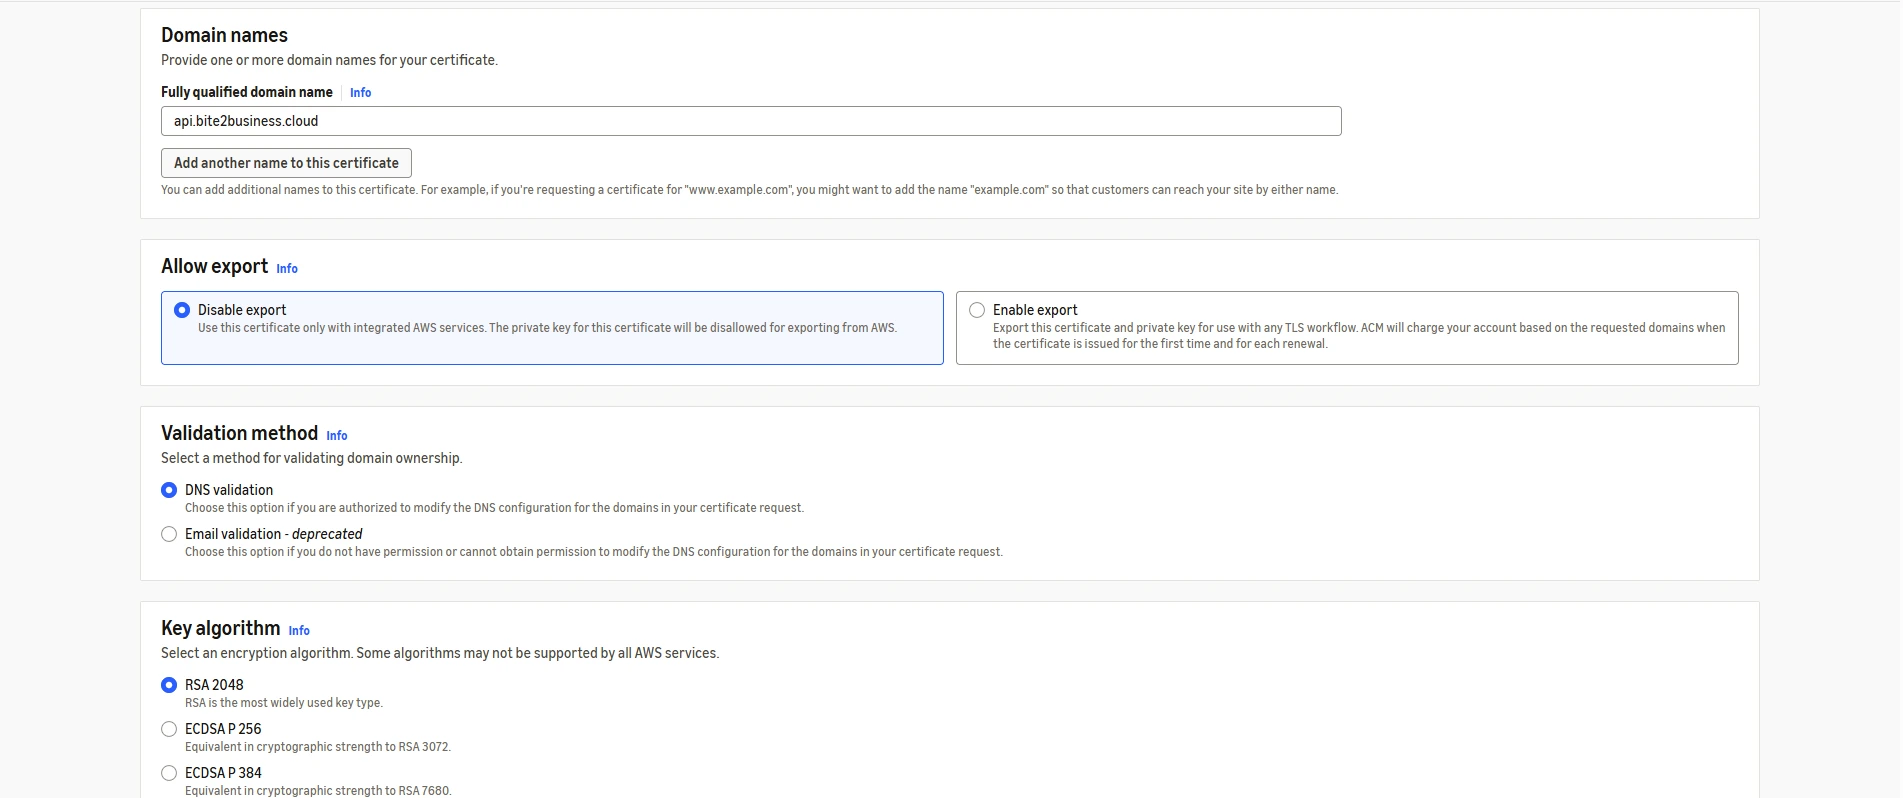 Domain names
Provide one or more domain names for your certificate.
Fully qualified domain name Info
api.bite2business.cloud
Add another name to this certificate
You can add additional names to this certificate. For example, if you're requesting a certificate for "www.example.com", you might want to add the name "example.com" so that customers can reach your site by either name.
Allow export Info
Disable export
Use this certificate only with integrated AWS services. The private key for this certificate will be disallowed for exporting from AWS.
Enable export
Export this certificate and private key for use with any TLS workflow. ACM will charge your account based on the requested domains when
the certificate is issued for the first time and for each renewal.
Validation method Info
Select a method for validating domain ownership.
DNS validation
Choose this option if you are authorized to modify the DNS configuration for the domains in your certificate request.
Email validation - deprecated
Choose this option if you do not have permission or cannot obtain permission to modify the DNS configuration for the domains in your certificate request.
Key algorithm Info
Select an encryption algorithm. Some algorithms may not be supported by all AWS services.
RSA 2048
RSA is the most widely used key type.
ECDSA P 256
Equivalent in cryptographic strength to RSA 3072.
ECDSA P 384
Equivalent in cryptographic strength to RSA 7680.